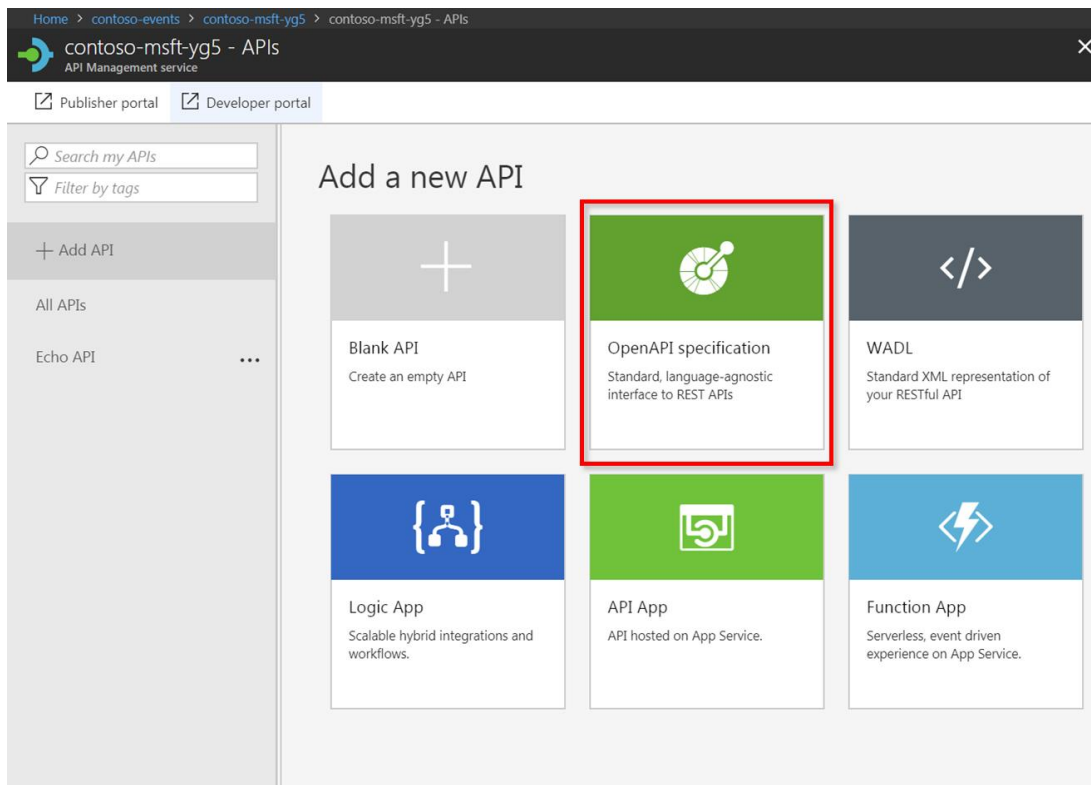 Home > contoso-events > contoso-msft-yg5 > contoso-msft-yg5 - APIs
contoso-msft-yg5 - APIs
API Management service
Publisher portal
Developer portal
Search my APIs
Filter by tags
+ Add API
All APIs
Echo API
Add a new API
Blank API
Create an empty API
OpenAPI specification
Standard, language-agnostic
interface to REST APIs
WADL
Standard XML representation of
your RESTful API
Logic App
Scalable hybrid integrations and
workflows.
API App
API hosted on App Service.
Function App
Serverless, event driven
experience on App Service.